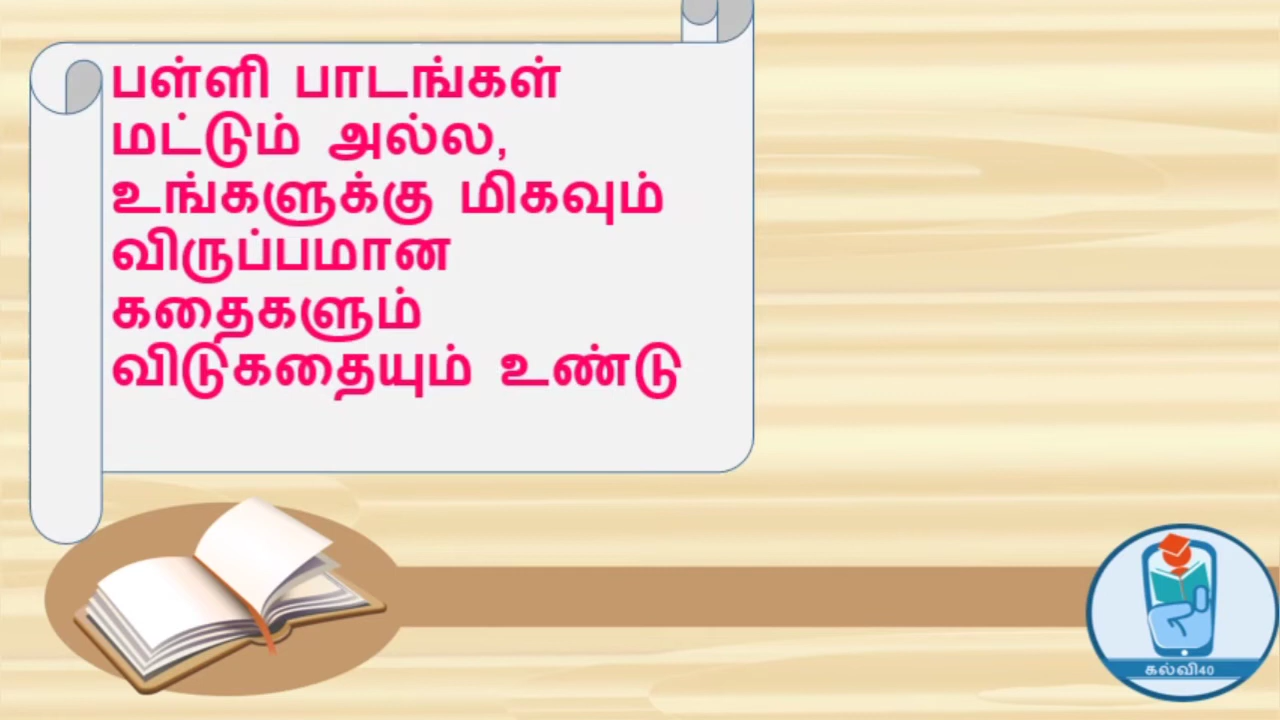 பள்ளி பாடங்கள்
மட்டும் அல்ல,
உங்களுக்கு மிகவும்
விருப்பமான
கதைகளும்
விடுகதையும் உண்டு
கல்வி40